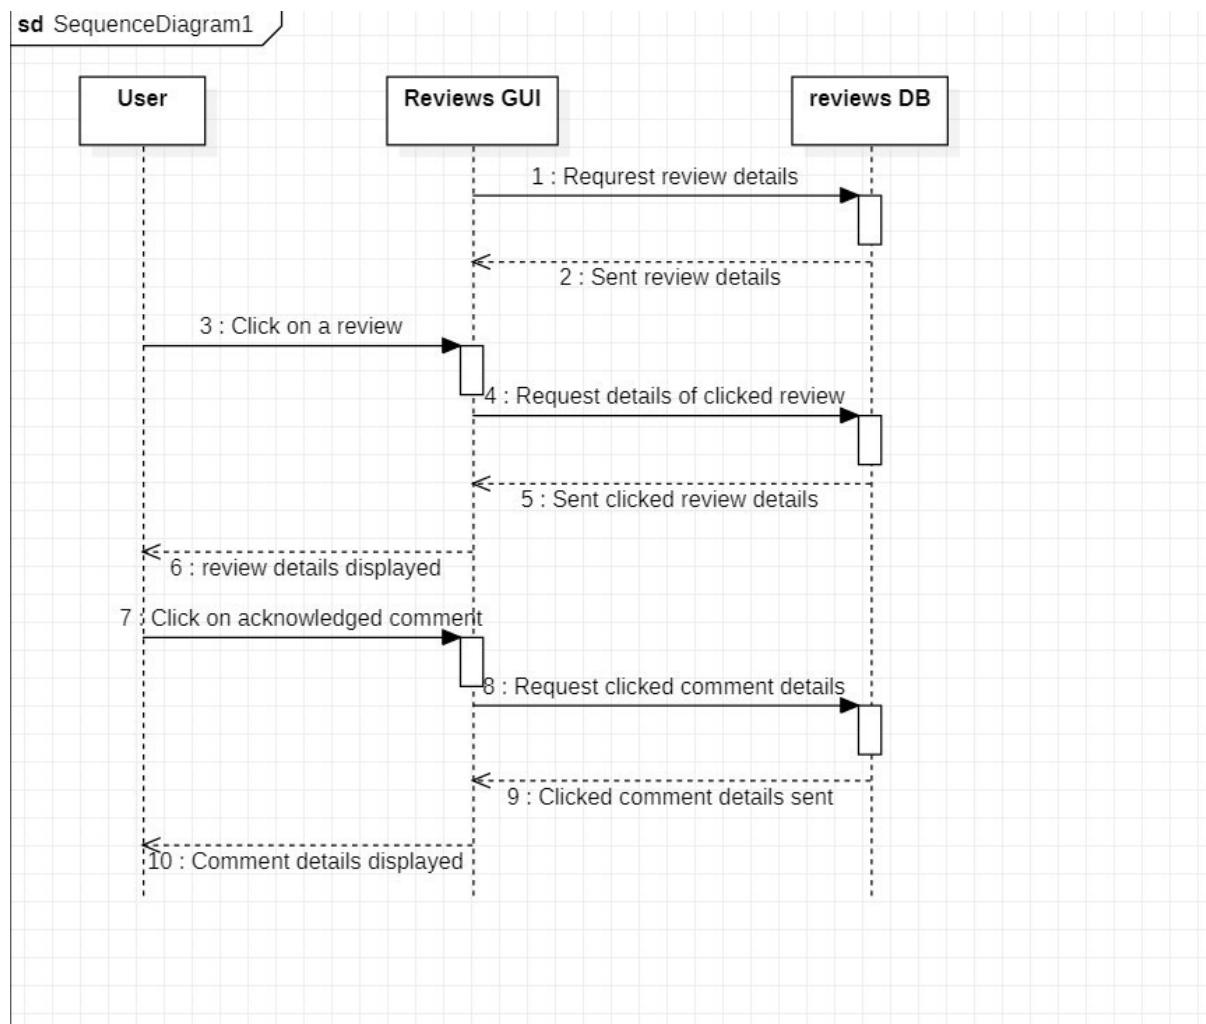 sd SequenceDiagram1
User
Reviews GUI
reviews DB
1 : Requrest review details
2 : Sent review details
3 : Click on a review
4 : Request details of clicked review
5 : Sent clicked review details
6 : review details displayed
7 : Click on acknowledged comment
8 : Request clicked comment details
9 : Clicked comment details sent
10 : Comment details displayed